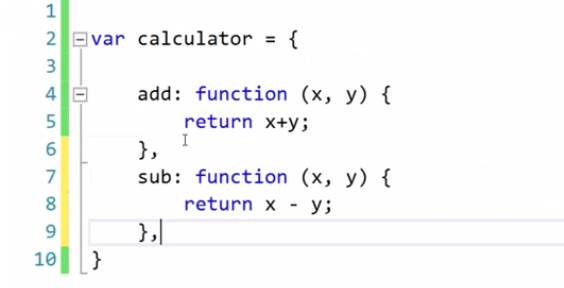 1
2 var calculator = {
3
4     add: function (x, y) {
5         return x+y;
6     },
7     sub: function (x, y) {
8         return x - y;
9     },
10 }